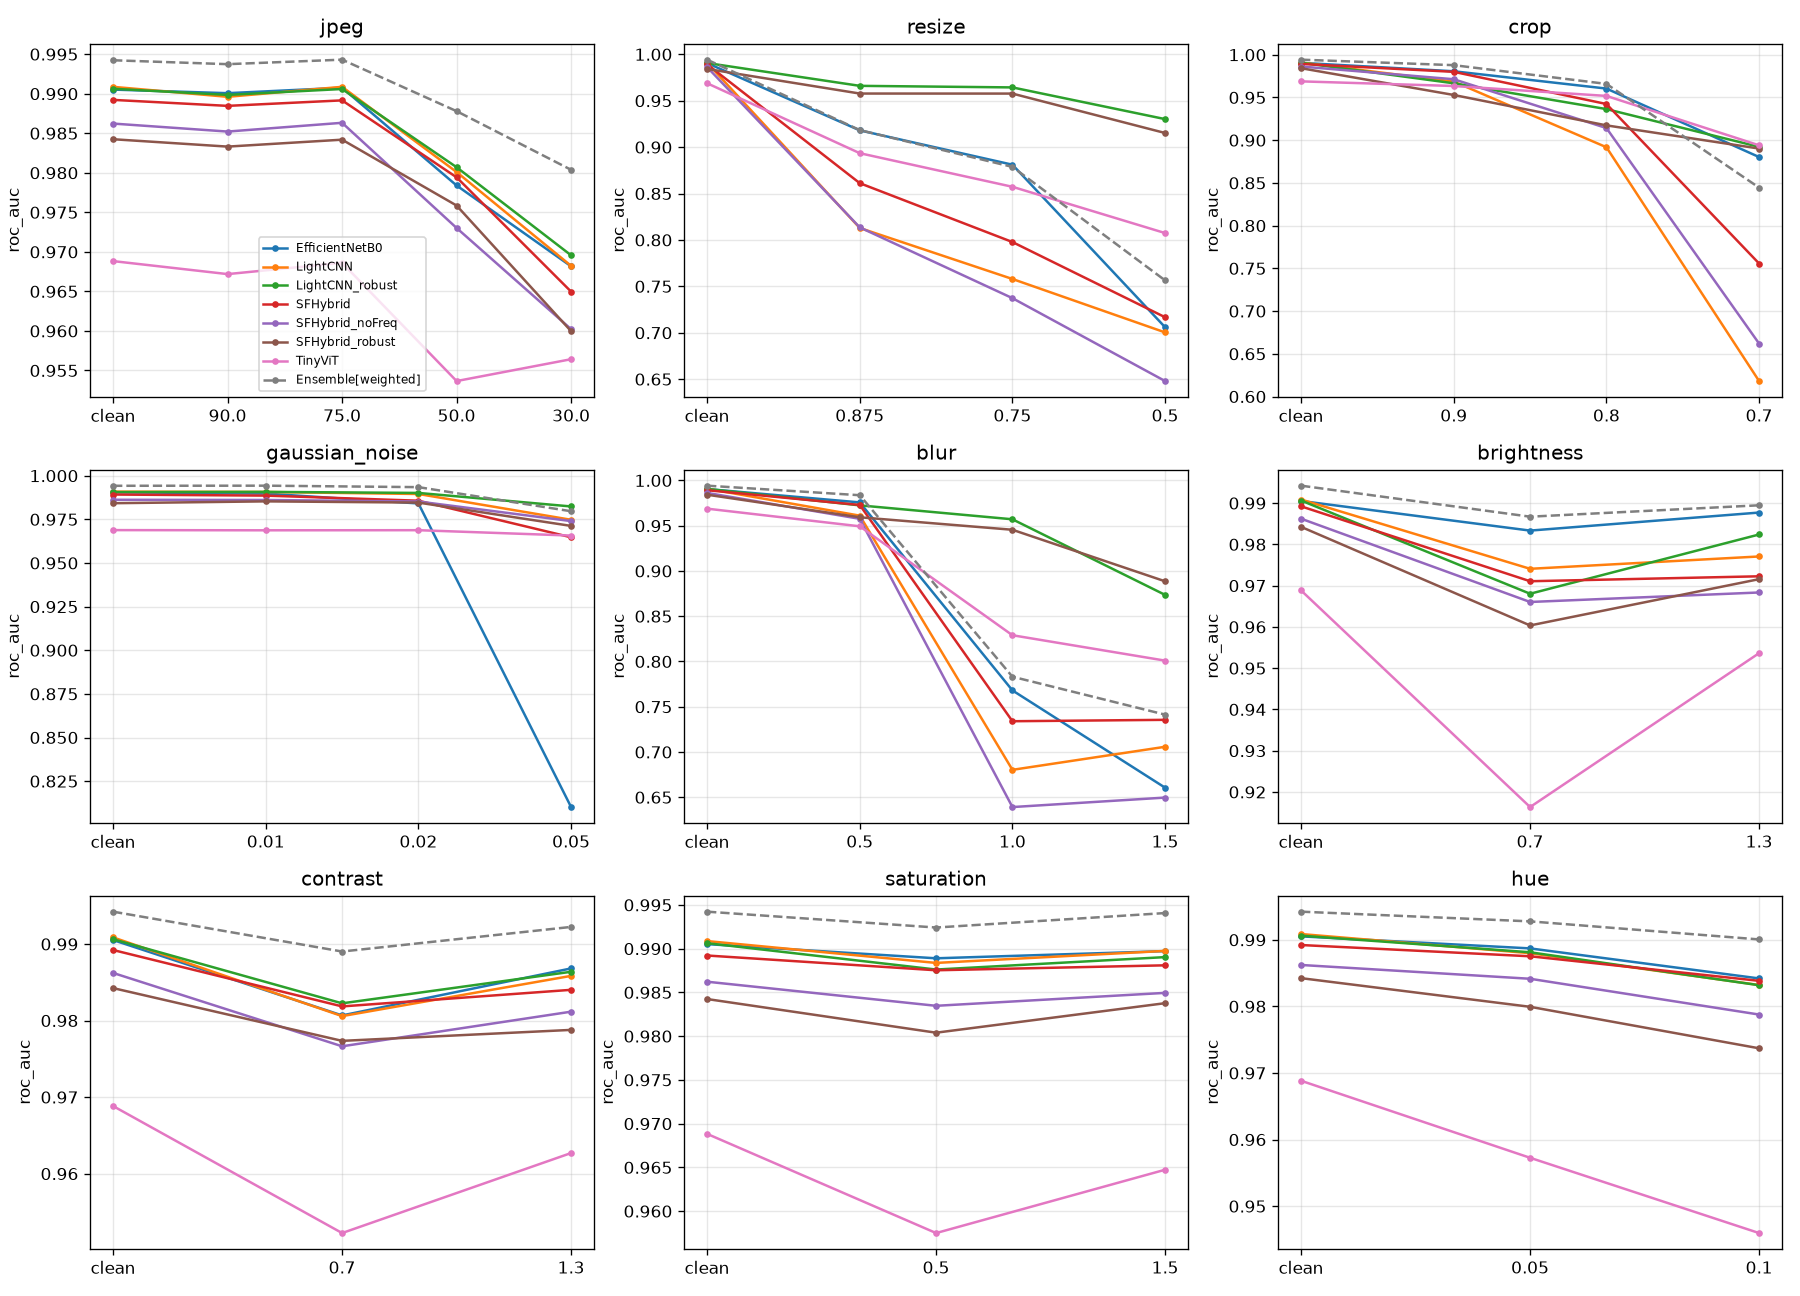 jpeg
0.995
0.990
0.985
0.980
0.975
0.970
0.965
0.960
0.955
roc_auc
clean 90.0 75.0 50.0 30.0
EfficientNetB0
LightCNN
LightCNN_robust
SFHybrid
SFHybrid_noFreq
SFHybrid_robust
TinyViT
Ensemble[weighted]
resize
1.00
0.95
0.90
0.85
0.80
0.75
0.70
0.65
roc_auc
clean 0.875 0.75 0.5
crop
1.00
0.95
0.90
0.85
0.80
0.75
0.70
0.65
0.60
roc_auc
clean 0.9 0.8 0.7
gaussian_noise
1.000
0.975
0.950
0.925
0.900
0.875
0.850
0.825
roc_auc
clean 0.01 0.02 0.05
blur
1.00
0.95
0.90
0.85
0.80
0.75
0.70
0.65
roc_auc
clean 0.5 1.0 1.5
brightness
0.99
0.98
0.97
0.96
0.95
0.94
0.93
0.92
roc_auc
clean 0.7 1.3
contrast
0.99
0.98
0.97
0.96
roc_auc
clean 0.7 1.3
saturation
0.995
0.990
0.985
0.980
0.975
0.970
0.965
0.960
roc_auc
clean 0.5 1.5
hue
0.99
0.98
0.97
0.96
0.95
roc_auc
clean 0.05 0.1